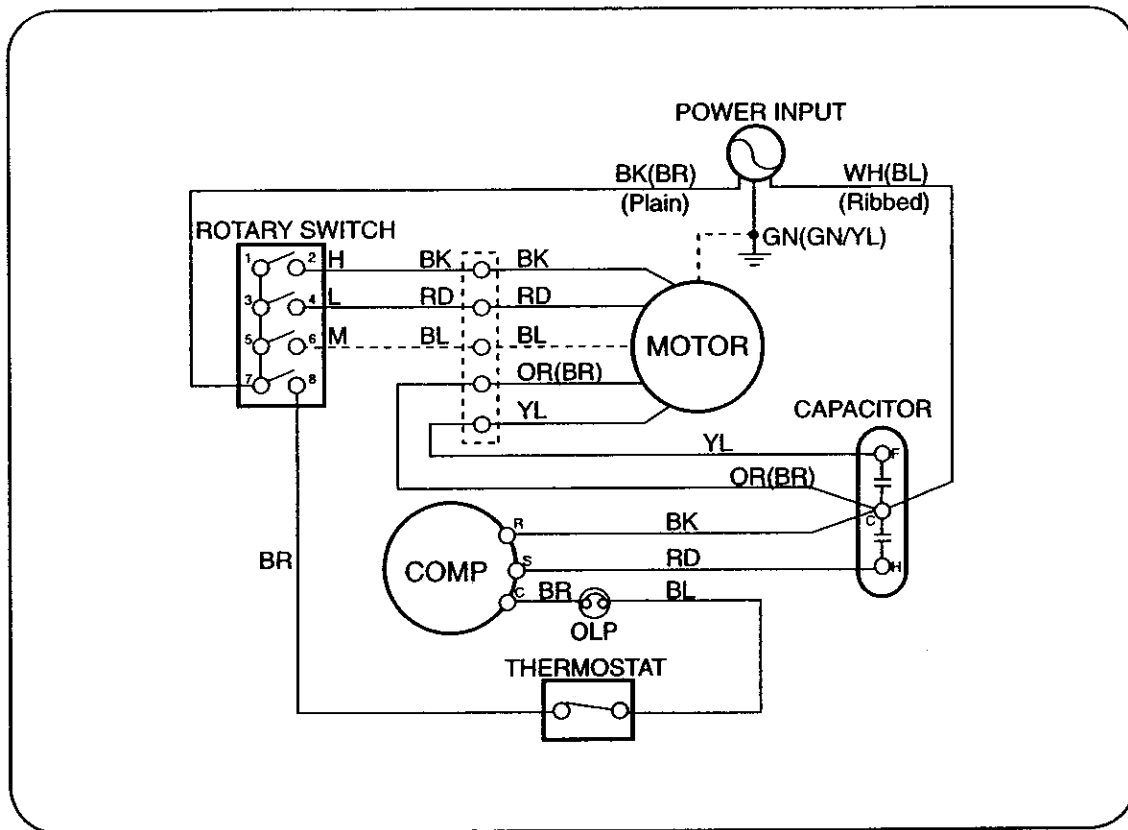 POWER INPUT
BK(BR)
(Plain)
WH(BL)
(Ribbed)
GN(GN/YL)
ROTARY SWITCH
1 2 H BK BK
3 4 L RD RD
5 6 M BL BL
7 8
OR(BR)
YL
MOTOR
CAPACITOR
YL
F
OR(BR)
C
BK
RD
H
COMP
R
S
C
BR
BL
OLP
BR
THERMOSTAT